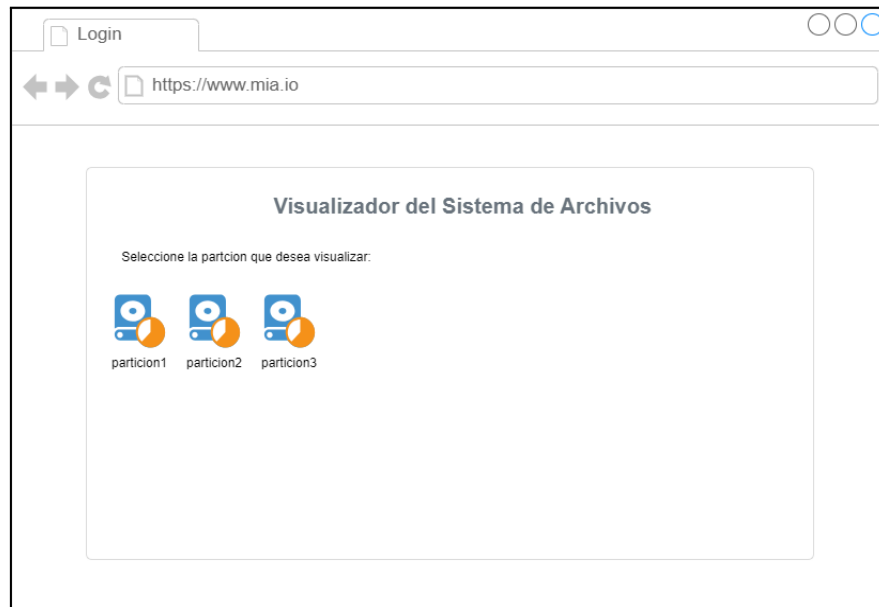 Login
https://www.mia.io
Visualizador del Sistema de Archivos
Seleccione la partcion que desea visualizar:
particion1 particion2 particion3